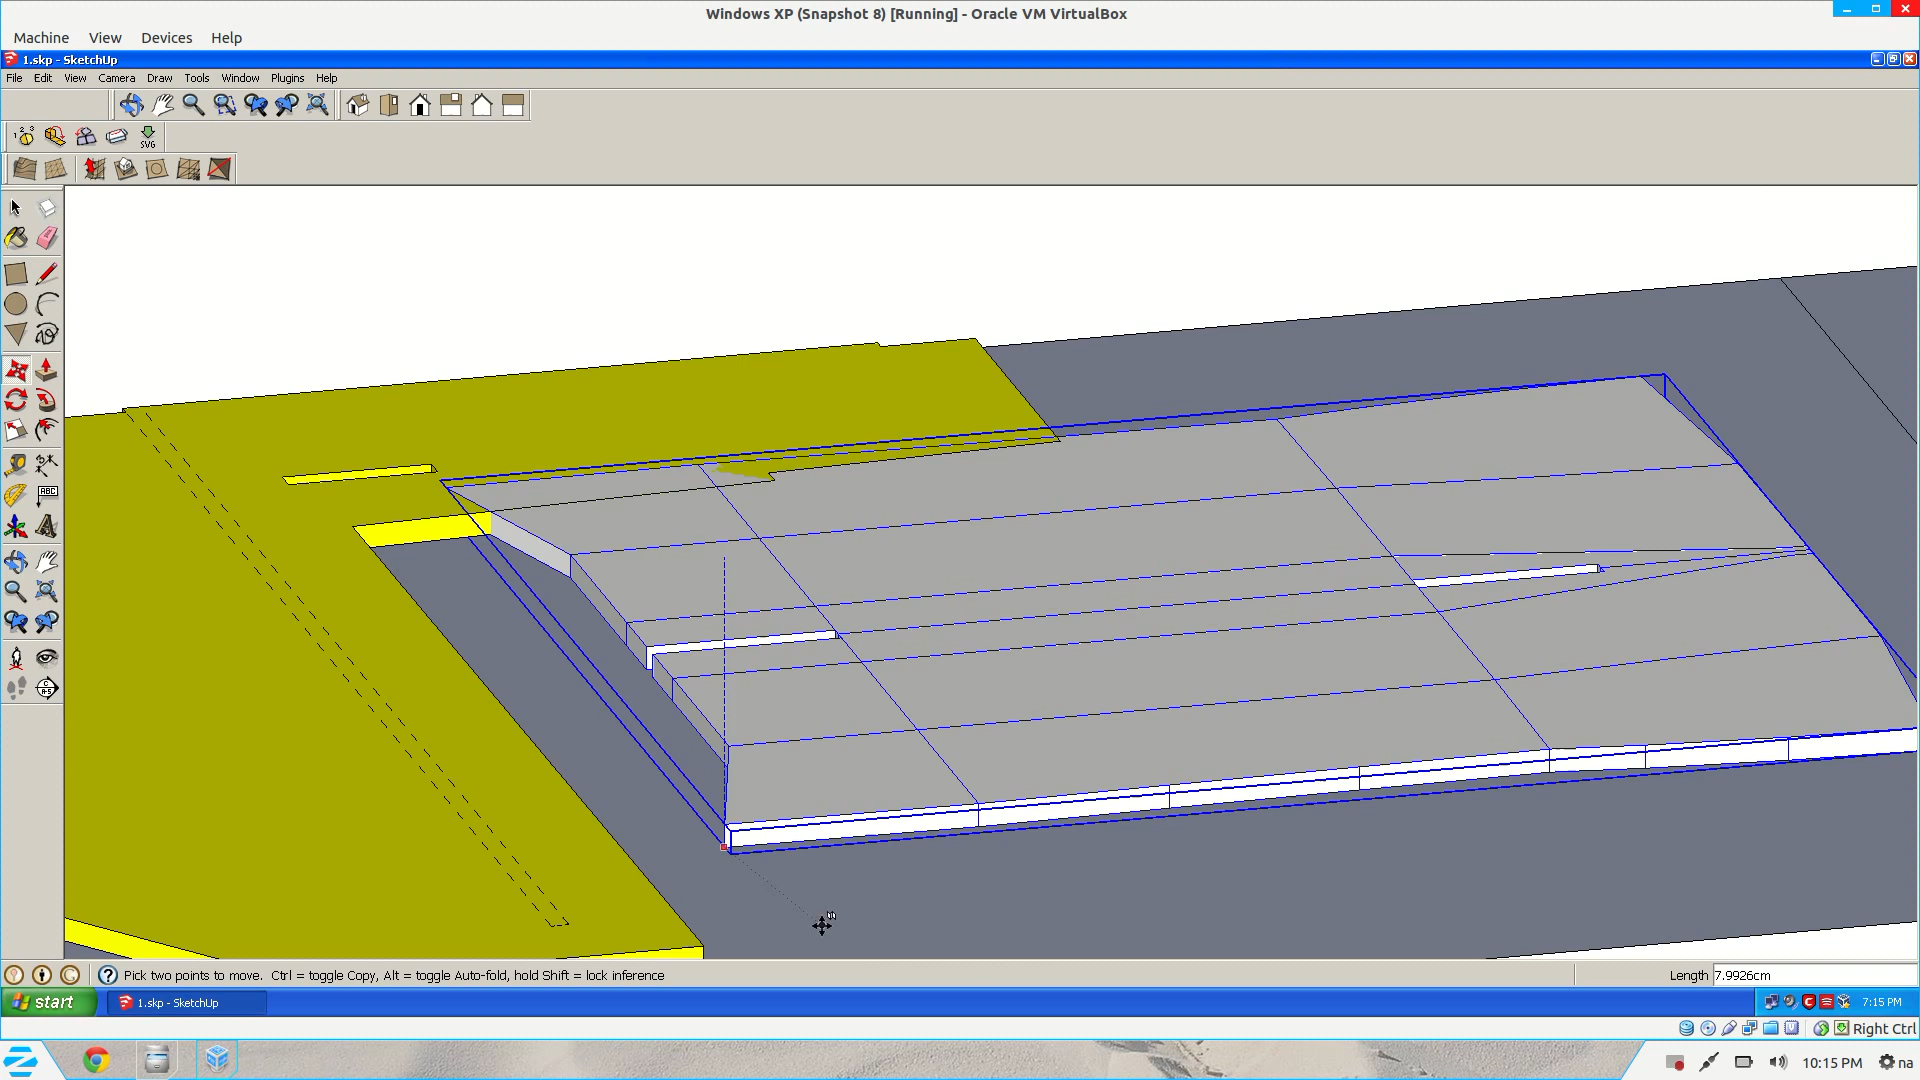 Windows XP (Snapshot 8) [Running] - Oracle VM VirtualBox
Machine View Devices Help
1.skp - SketchUp
File Edit View Camera Draw Tools Window Plugins Help
SVG
ABC
Pick two points to move. Ctrl = toggle Copy, Alt = toggle Auto-fold, hold Shift = lock inference
Length 7.9926cm
start 1.skp - SketchUp 7:15 PM
Right Ctrl
10:15 PM na